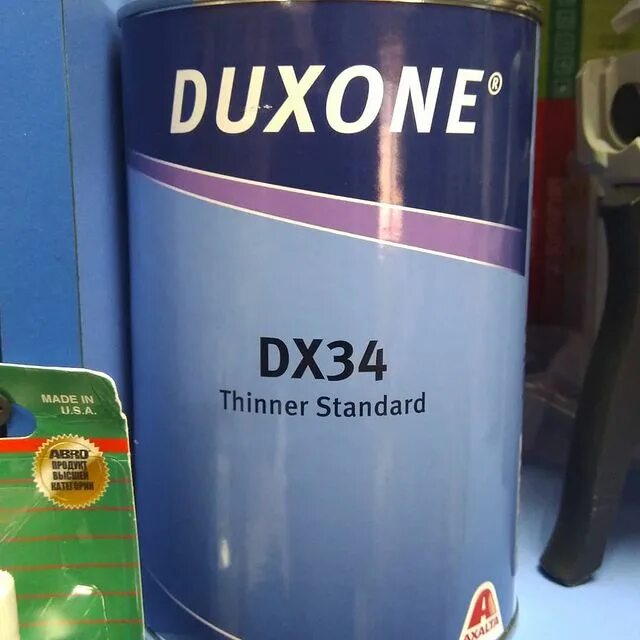 DUXONE®
DX34
Thinner Standard
AXALTA
MADE IN
U.S.A.
ABRO
ПРОДУКТ
ВЫСШЕЙ
КАТЕГОРИИ